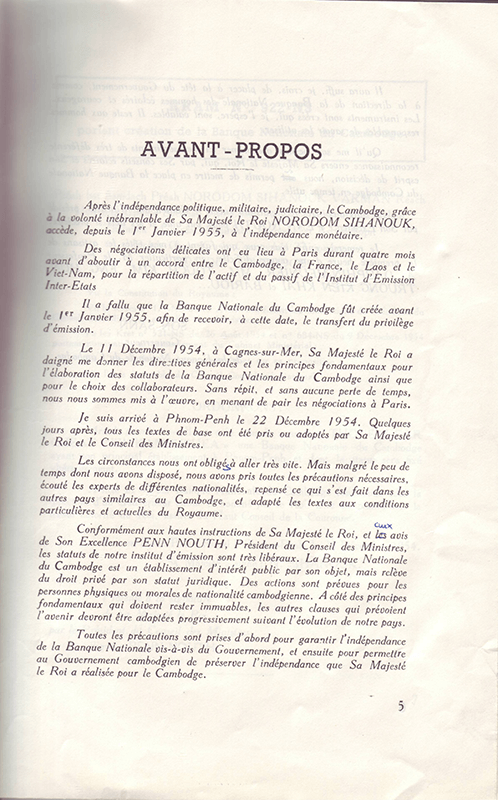 AVANT-PROPOS
Après l'indépendance politique, militaire, judiciaire, le Cambodge, grâce
à la volonté inébranlable de Sa Majesté le Roi NORODOM SIHANOUK,
accède, depuis le 1er Janvier 1955, à l'indépendance monétaire.
Des négociations délicates ont eu lieu à Paris durant quatre mois
avant d'aboutir à un accord entre le Cambodge, la France, le Laos et le
Viet-Nam, pour la répartition de l'actif et du passif de l'Institut d'Emission
Inter-Etats
Il a fallu que la Banque Nationale du Cambodge fût créée avant
le 1er Janvier 1955, afin de recevoir, à cette date, le transfert du privilège
d'émission.
Le 11 Décembre 1954, à Cagnes-sur-Mer, Sa Majesté le Roi a
daigné me donner les directives générales et les principes fondamentaux pour
l'élaboration des statuts de la Banque Nationale du Cambodge ainsi que
pour le choix des collaborateurs. Sans répit, et sans aucune perte de temps,
nous nous sommes mis à l'œuvre, en menant de pair les négociations à Paris.
Je suis arrivé à Phnom-Penh le 22 Décembre 1954. Quelques
jours après, tous les textes de base ont été pris ou adoptés par Sa Majesté
le Roi et le Conseil des Ministres.
Les circonstances nous ont obligés à aller très vite. Mais malgré le peu de
temps dont nous avons disposé, nous avons pris toutes les précautions nécessaires,
écouté les experts de différentes nationalités, repensé ce qui s'est fait dans les
autres pays similaires au Cambodge, et adapté les textes aux conditions
particulières et actuelles du Royaume.
aux
Conformément aux hautes instructions de Sa Majesté le Roi, et les avis
de Son Excellence PENN NOUTH, Président du Conseil des Ministres,
les statuts de notre institut d'émission sont très libéraux. La Banque Nationale
du Cambodge est un établissement d'intérêt public par son objet, mais relève
du droit privé par son statut juridique. Des actions sont prévues pour les
personnes physiques ou morales de nationalité cambodgienne. A côté des principes
fondamentaux qui doivent rester immuables, les autres clauses qui prévoient
l'avenir devront être adaptées progressivement suivant l'évolution de notre pays.
Toutes les précautions sont prises d'abord pour garantir l'indépendance
de la Banque Nationale vis-à-vis du Gouvernement, et ensuite pour permettre
au Gouvernement cambodgien de préserver l'indépendance que Sa Majesté
le Roi a réalisée pour le Cambodge.
5